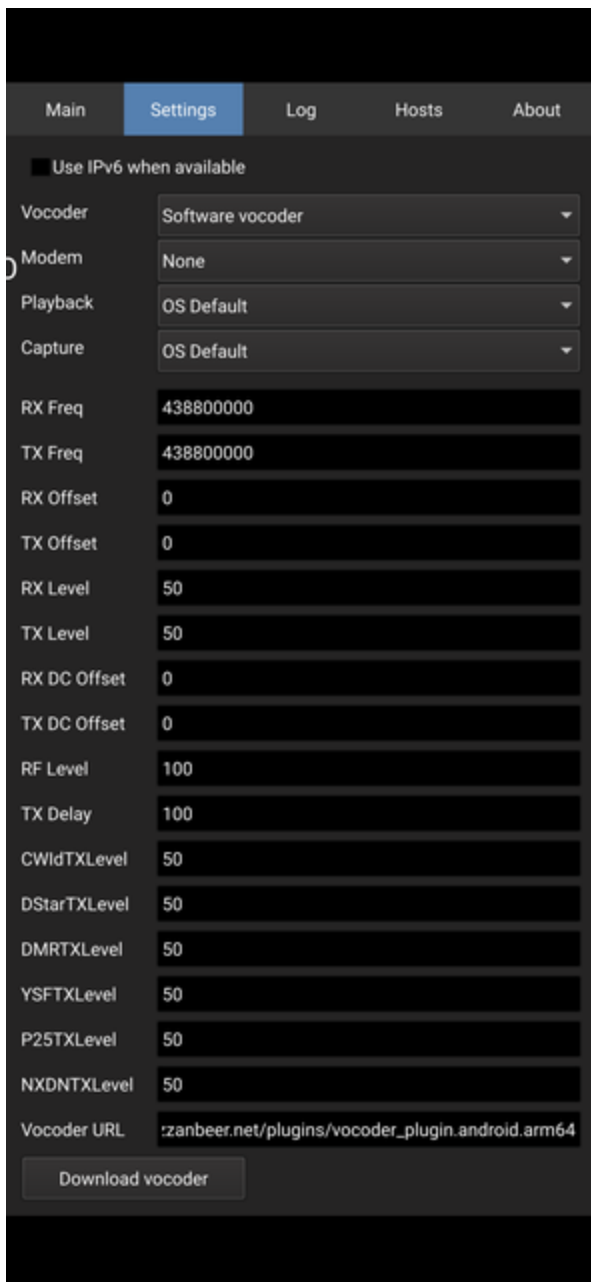 Main Settings Log Hosts About
Use IPv6 when available
Vocoder Software vocoder
Modem None
Playback OS Default
Capture OS Default
RX Freq 438800000
TX Freq 438800000
RX Offset 0
TX Offset 0
RX Level 50
TX Level 50
RX DC Offset 0
TX DC Offset 0
RF Level 100
TX Delay 100
CWIdTXLevel 50
DStarTXLevel 50
DMRTXLevel 50
YSFTXLevel 50
P25TXLevel 50
NXDNTXLevel 50
Vocoder URL zanbeer.net/plugins/vocoder_plugin.android.arm64
Download vocoder